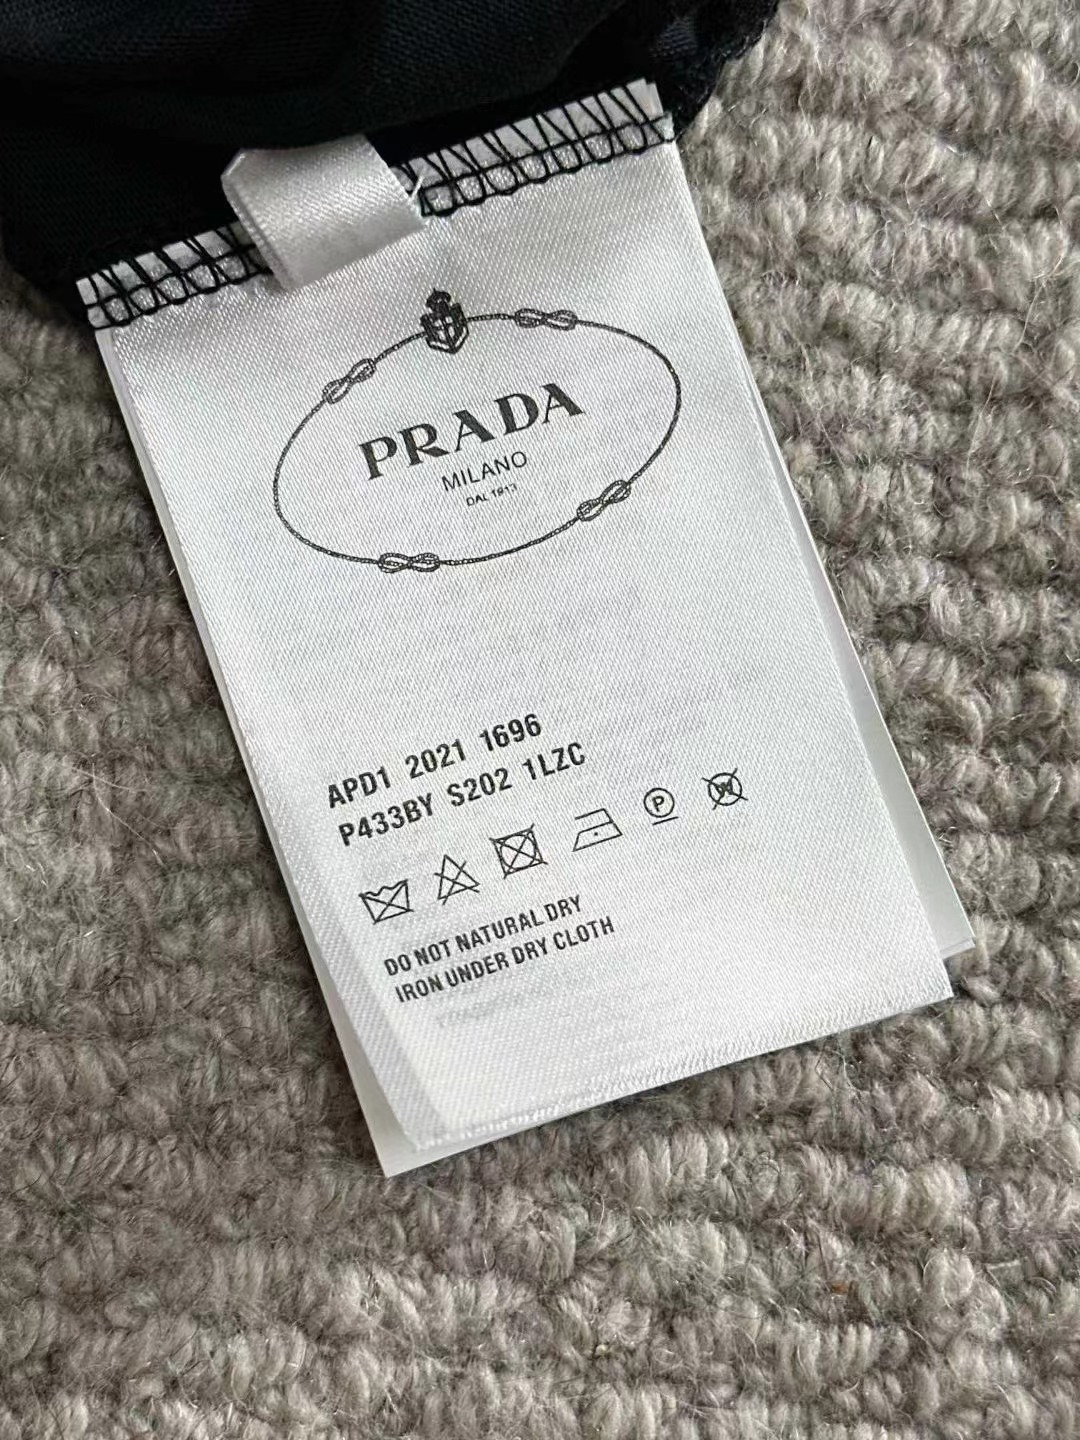 PRADA
MILANO
DAL 1913
APD1 2021 1696
P433BY S202 1LZC
P W
DO NOT NATURAL DRY
IRON UNDER DRY CLOTH